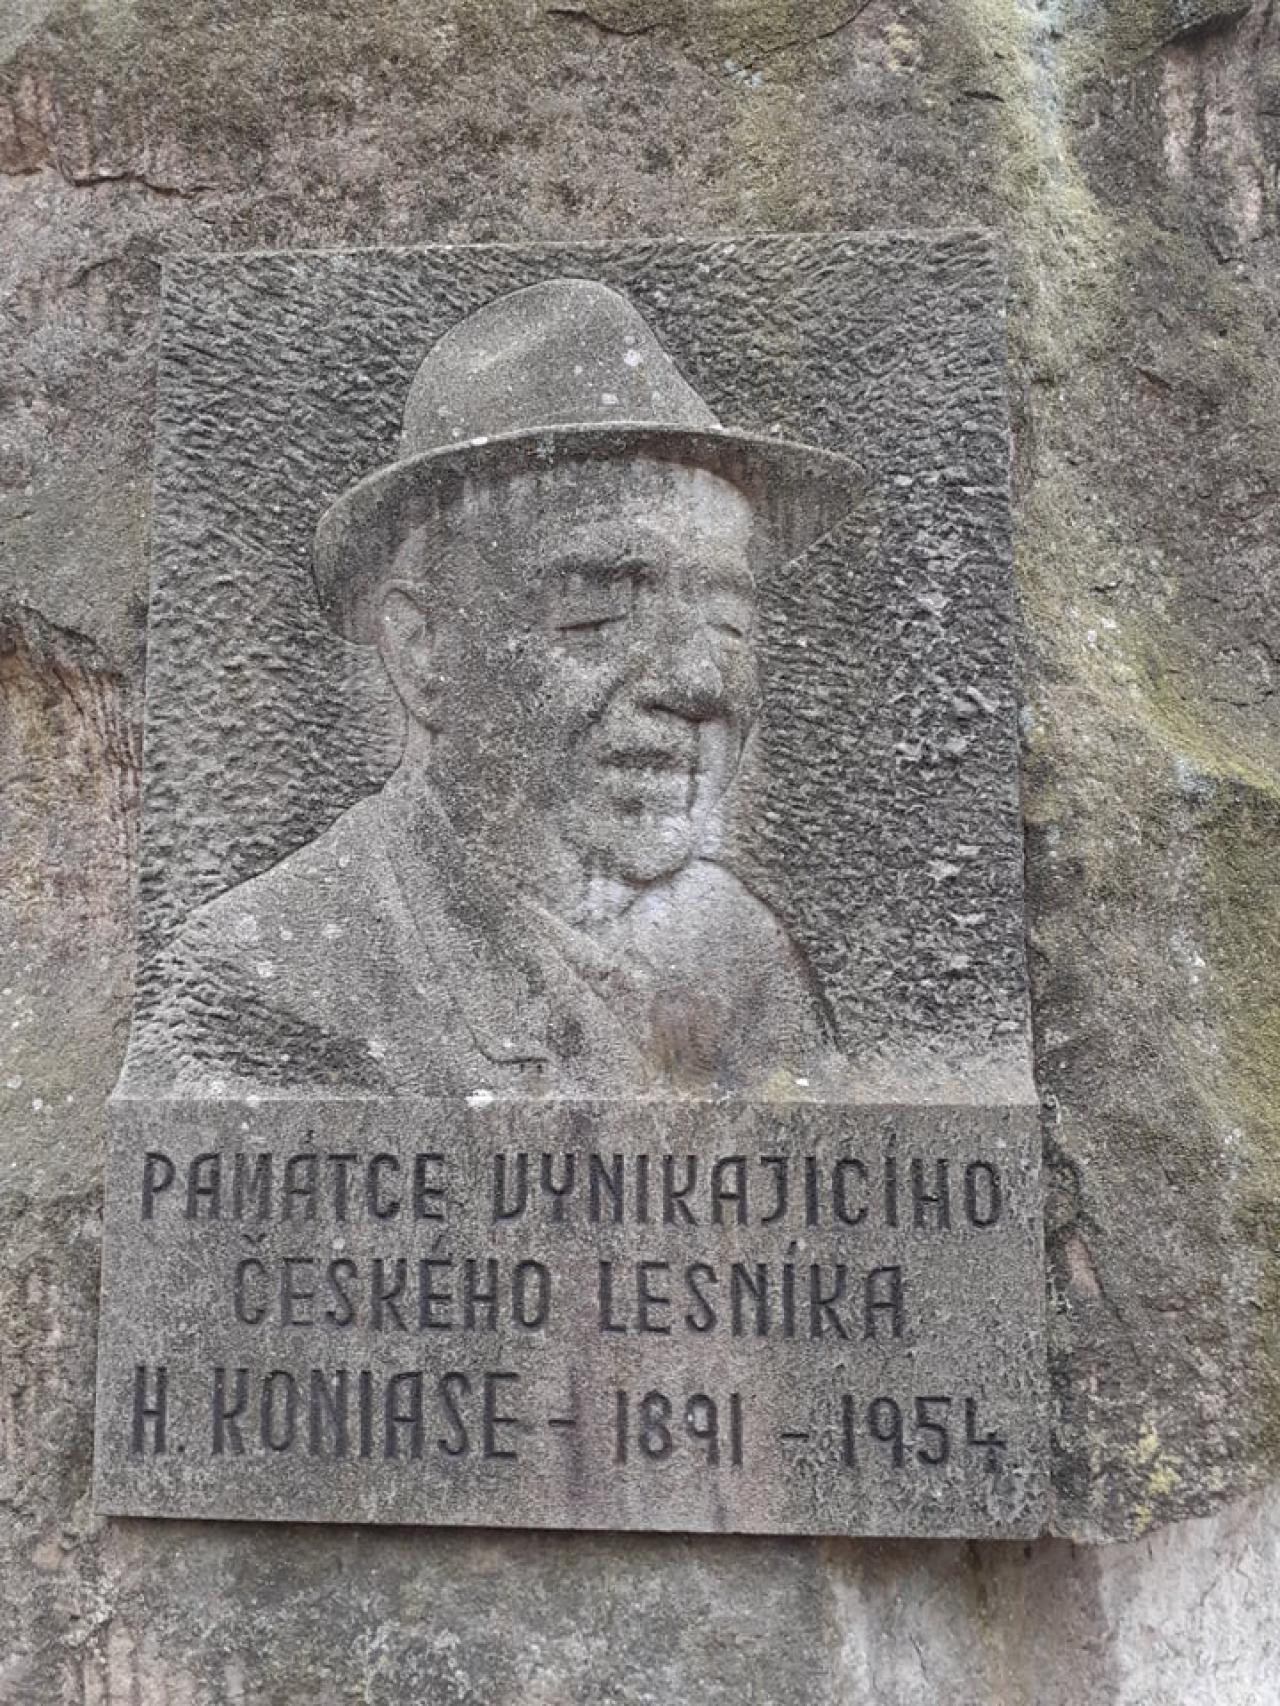 PAMÁTCE VYNIKAJÍCÍHO
ČESKÉHO LESNÍKA
H. KONIASE - 1891 - 1954